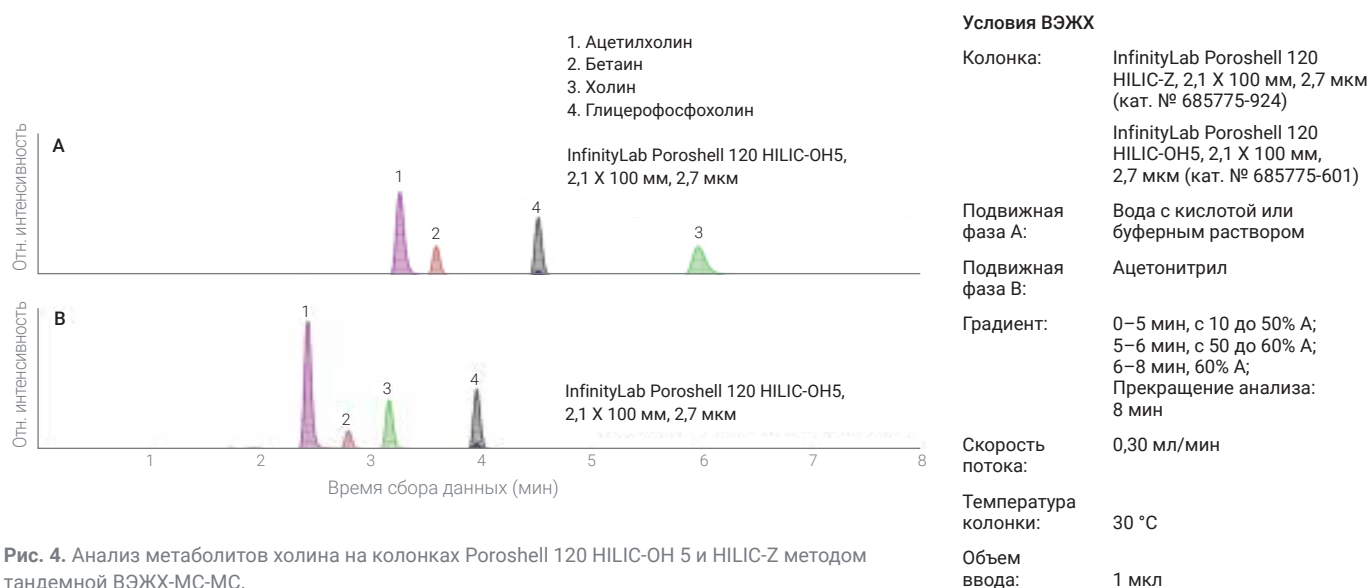 1. Ацетилхолин
2. Бетаин
3. Холин
4. Глицерофосфохолин
Отн. интенсивность
A
InfinityLab Poroshell 120 HILIC-OH5,
2,1 X 100 мм, 2,7 мкм
1
2
4
3
Отн. интенсивность
B
InfinityLab Poroshell 120 HILIC-OH5,
2,1 X 100 мм, 2,7 мкм
1
2
3
4
1 2 3 4 5 6 7 8
Время сбора данных (мин)
Рис. 4. Анализ метаболитов холина на колонках Poroshell 120 HILIC-OH 5 и HILIC-Z методом
тандемной ВЭЖХ-МС-МС.
Условия ВЭЖХ
Колонка: InfinityLab Poroshell 120
HILIC-Z, 2,1 X 100 мм, 2,7 мкм
(кат. № 685775-924)
InfinityLab Poroshell 120
HILIC-OH5, 2,1 X 100 мм,
2,7 мкм (кат. № 685775-601)
Подвижная Вода с кислотой или
фаза A: буферным раствором
Подвижная Ацетонитрил
фаза B:
Градиент: 0–5 мин, с 10 до 50% A;
5–6 мин, с 50 до 60% A;
6–8 мин, 60% A;
Прекращение анализа:
8 мин
Скорость 0,30 мл/мин
потока:
Температура
колонки: 30 °C
Объем
ввода: 1 мкл